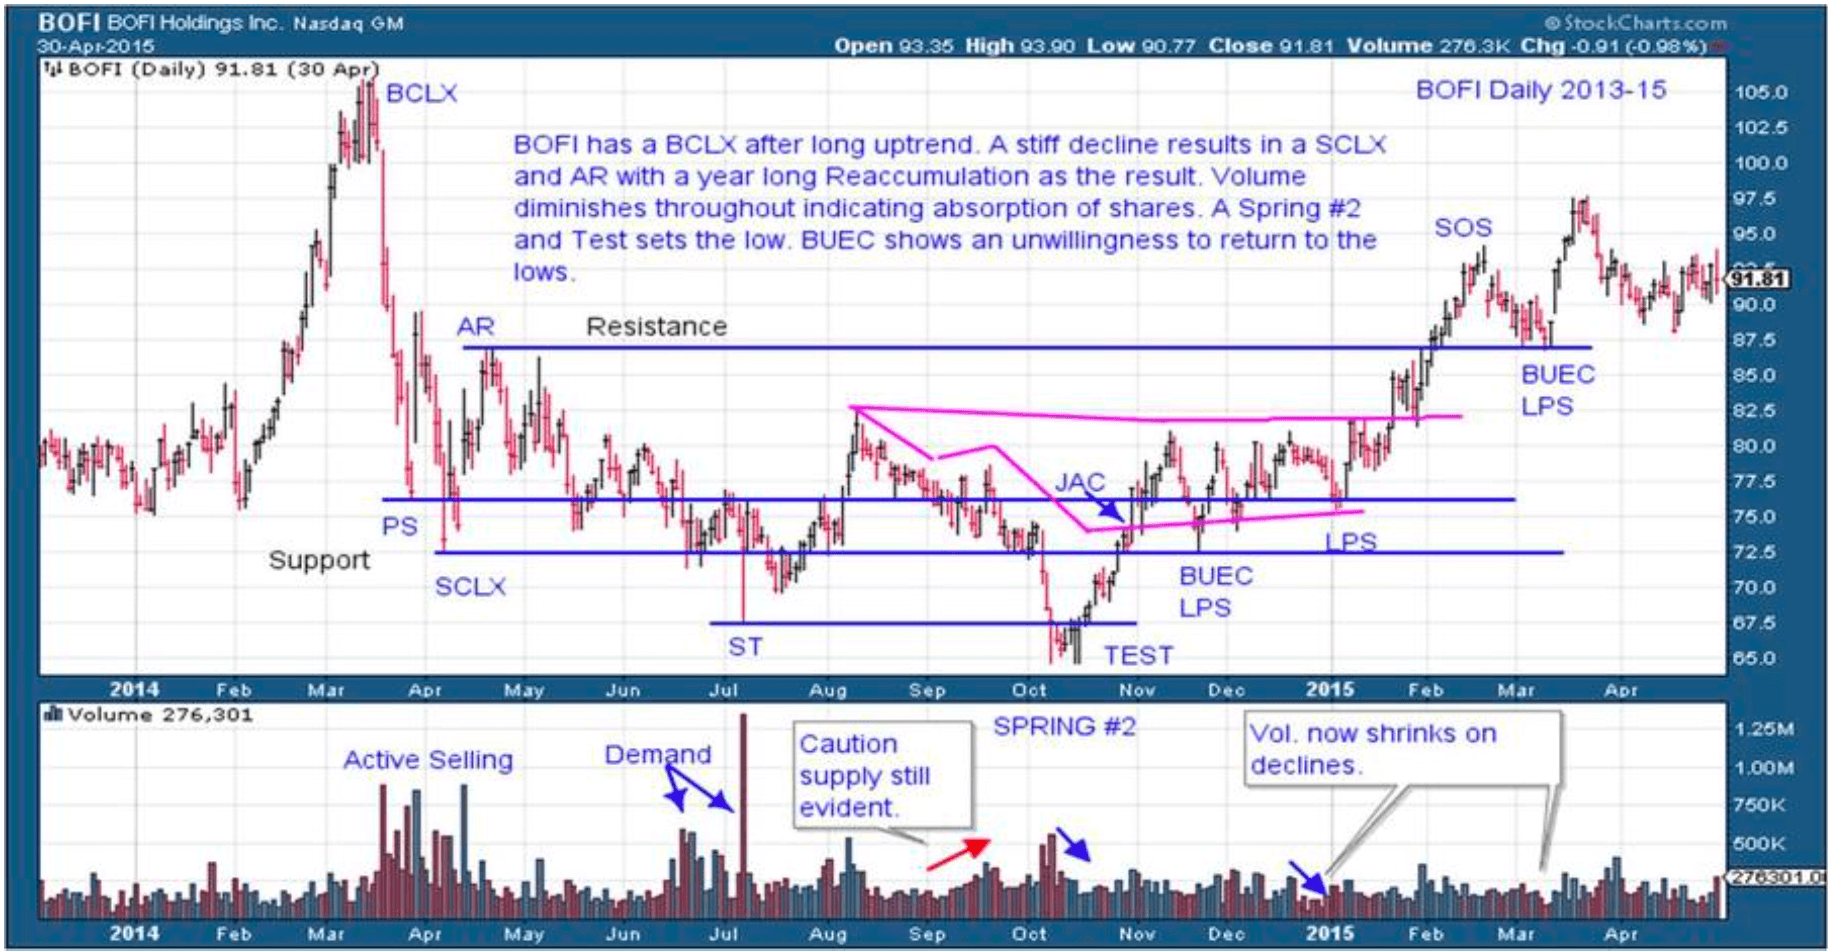 BOFI BOFI Holdings Inc. Nasdaq GM
© StockCharts.com
30-Apr-2015
Open 93.35 High 93.90 Low 90.77 Close 91.81 Volume 276.3K Chg -0.91 (-0.98%)
BOFI (Daily) 91.81 (30 Apr)
BCLX
BOFI Daily 2013-15
BOFI has a BCLX after long uptrend. A stiff decline results in a SCLX
and AR with a year long Reaccumulation as the result. Volume
diminishes throughout indicating absorption of shares. A Spring #2
and Test sets the low. BUEC shows an unwillingness to return to the
lows.
SOS
AR
Resistance
BUEC
LPS
JAC
PS
Support
SCLX
LPS
BUEC
LPS
ST
TEST
105.0
102.5
100.0
97.5
95.0
92.5
91.81
90.0
87.5
85.0
82.5
80.0
77.5
75.0
72.5
70.0
67.5
65.0
2014 Feb Mar Apr May Jun Jul Aug Sep Oct Nov Dec 2015 Feb Mar Apr
Volume 276,301
SPRING #2
Active Selling
Demand
Caution
supply still
evident.
Vol. now shrinks on
declines.
1.25M
1.00M
750K
500K
276301.0
2014 Feb Mar Apr May Jun Jul Aug Sep Oct Nov Dec 2015 Feb Mar Apr